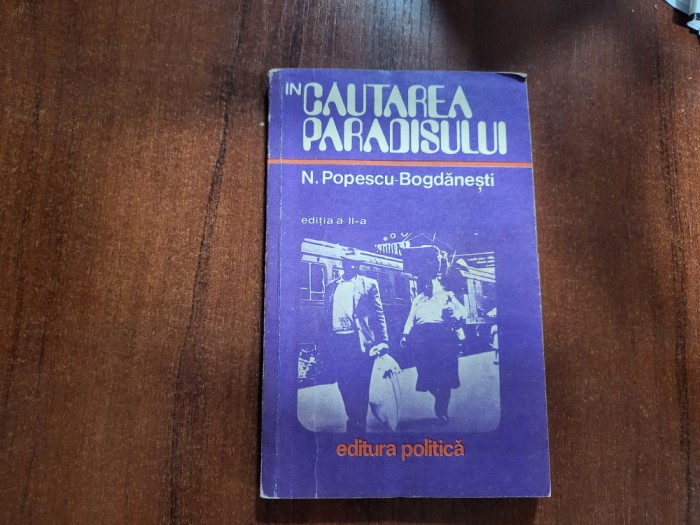 IN CAUTAREA
PARADISULUI
N. Popescu-Bogdănești
ediția a II-a
editura politică